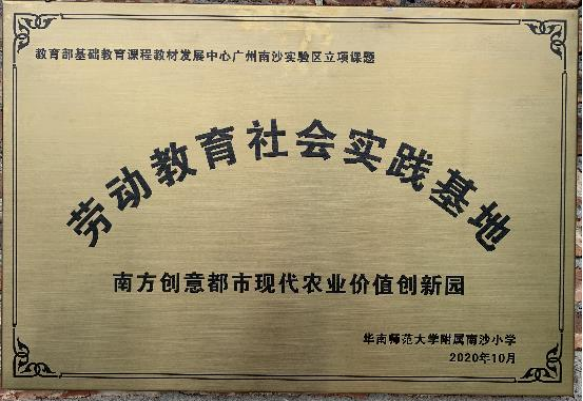 教育部基础教育课程教材发展中心广州南沙实验区立项课题
劳动教育社会实践基地
南方创意都市现代农业价值创新园
华南师范大学附属南沙小学
2020年10月